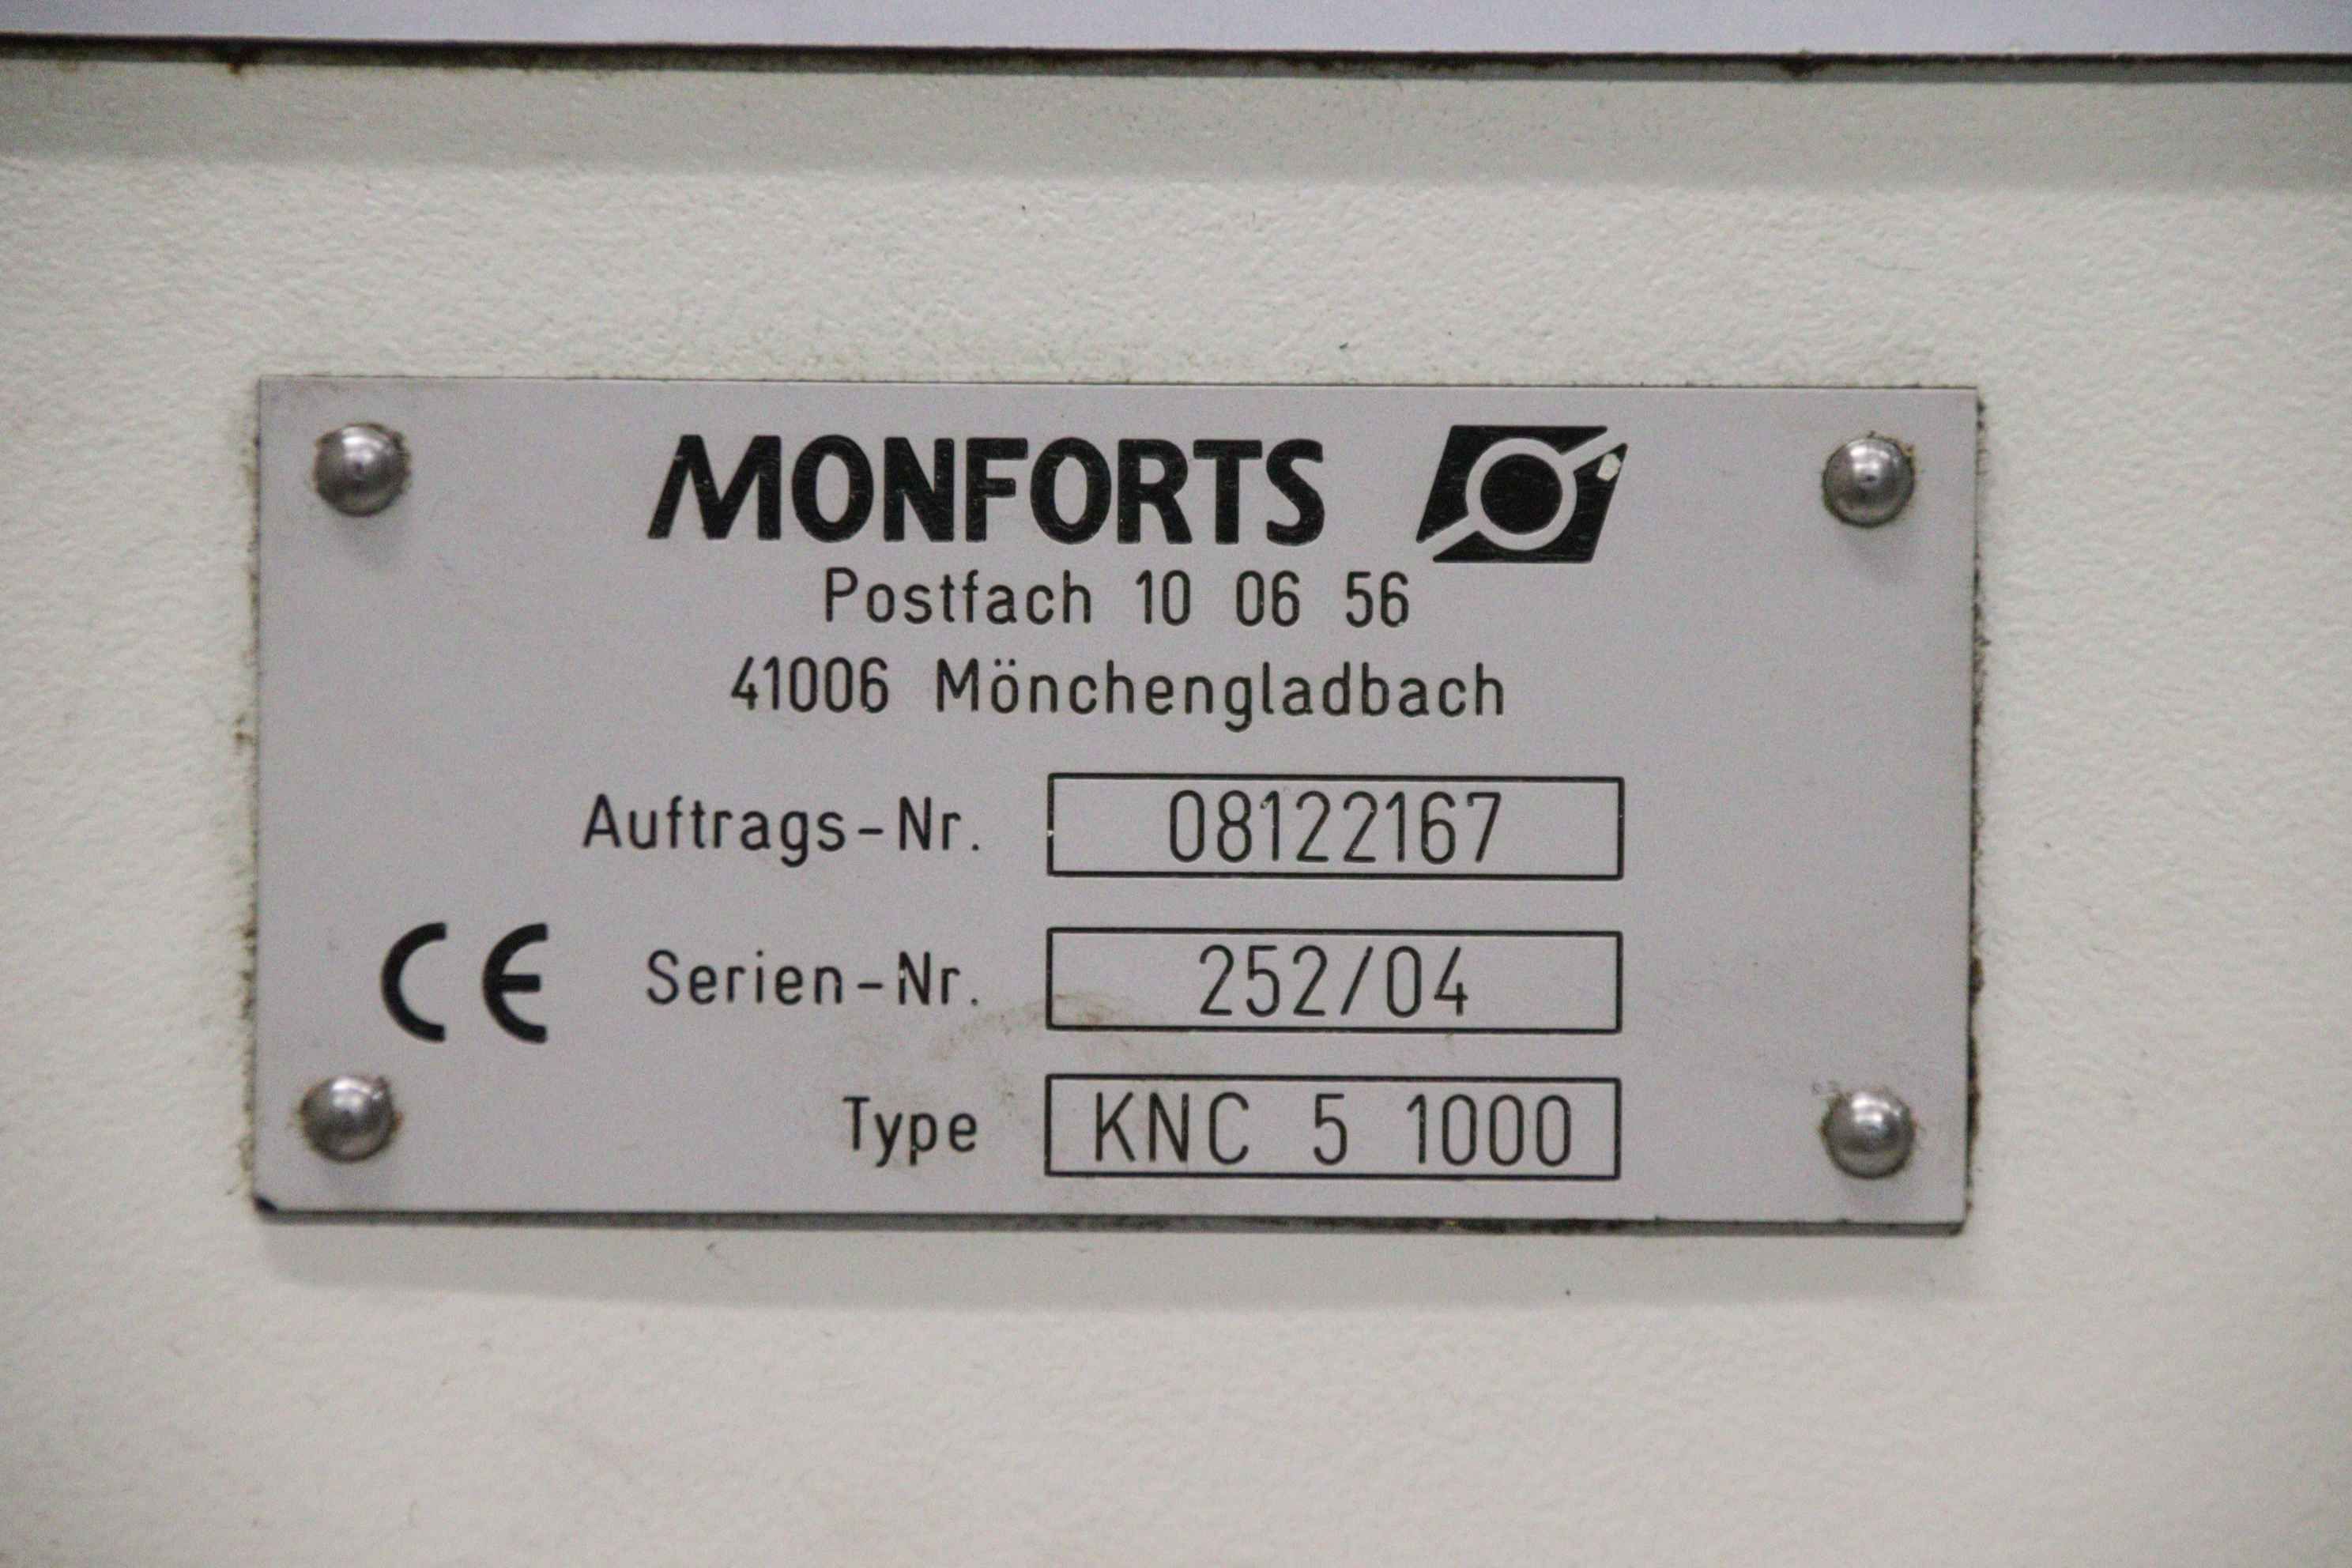 MONFORTS
Postfach 10 06 56
41006 Mönchengladbach
Auftrags-Nr. 08122167
CE Serien-Nr. 252/04
Type KNC 5 1000